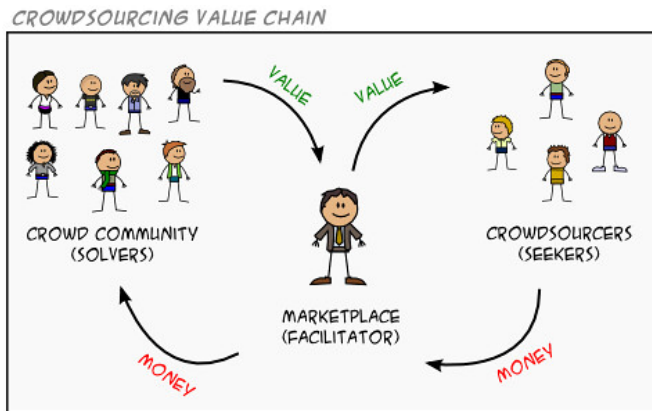 CROWDSOURCING VALUE CHAIN
VALUE
VALUE
CROWD COMMUNITY
(SOLVERS)
CROWDSOURCERS
(SEEKERS)
MARKETPLACE
(FACILITATOR)
MONEY
MONEY